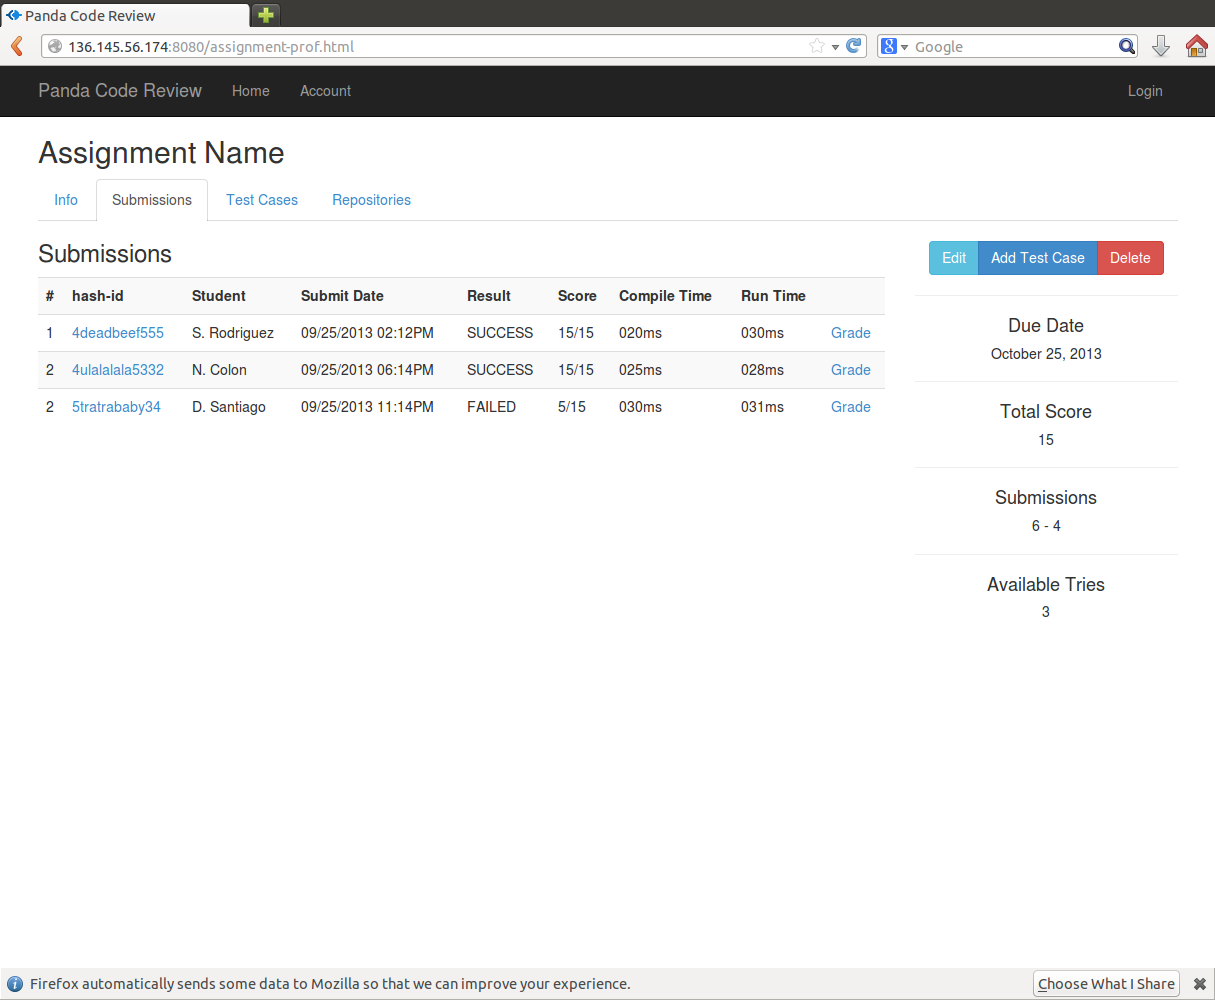 Panda Code Review
136.145.56.174:8080/assignment-prof.html
Google
Panda Code Review Home Account Login
Assignment Name
Info Submissions Test Cases Repositories
Submissions
# hash-id Student Submit Date Result Score Compile Time Run Time
1 4deadbeef555 S. Rodriguez 09/25/2013 02:12PM SUCCESS 15/15 020ms 030ms Grade
2 4ulalalala5332 N. Colon 09/25/2013 06:14PM SUCCESS 15/15 025ms 028ms Grade
2 5tratrababy34 D. Santiago 09/25/2013 11:14PM FAILED 5/15 030ms 031ms Grade
Edit Add Test Case Delete
Due Date
October 25, 2013
Total Score
15
Submissions
6 - 4
Available Tries
3
Firefox automatically sends some data to Mozilla so that we can improve your experience. Choose What I Share